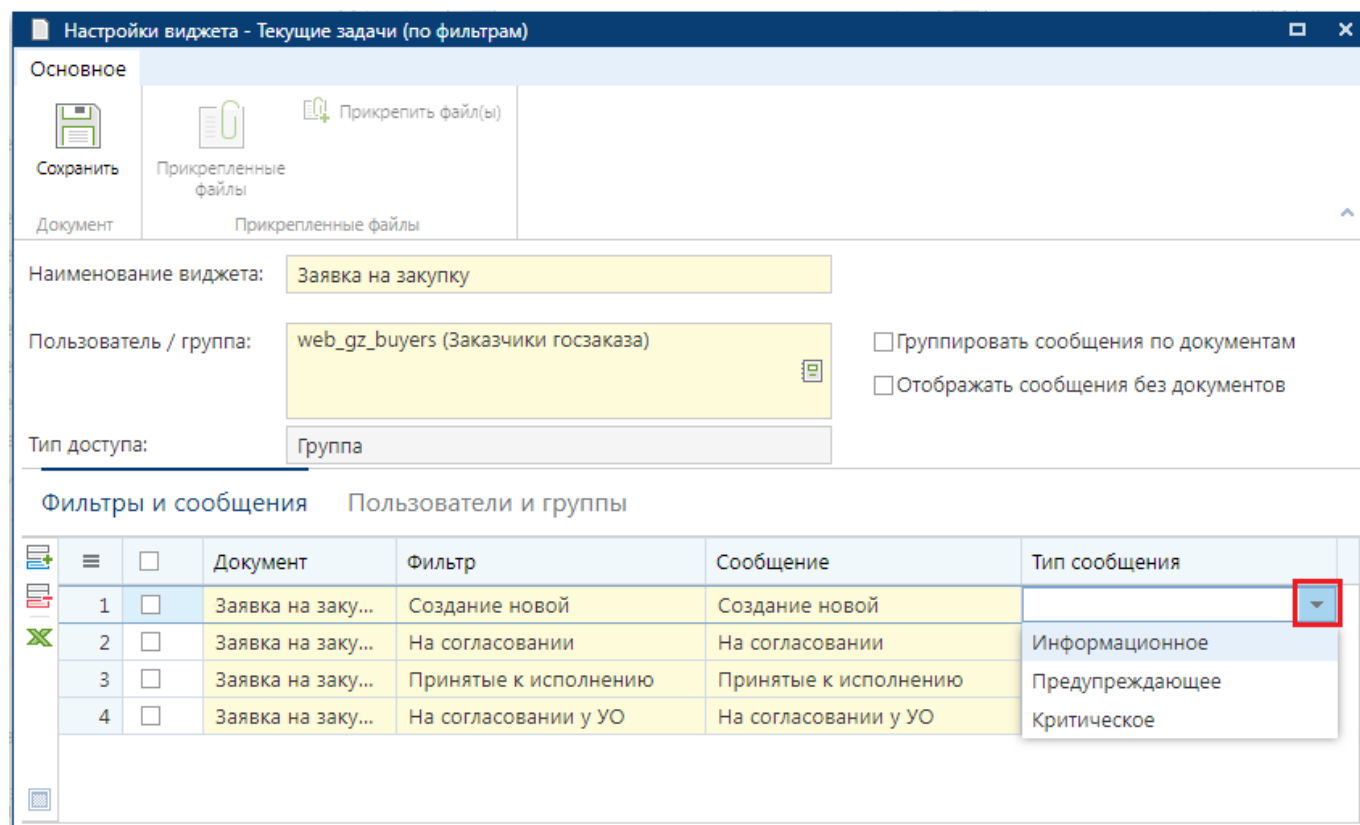 Настройки виджета - Текущие задачи (по фильтрам)
Основное
Прикрепить файл(ы)
Сохранить
Прикрепленные
файлы
Документ
Прикрепленные файлы
Наименование виджета: Заявка на закупку
Пользователь / группа: web_gz_buyers (Заказчики госзаказа)
Группировать сообщения по документам
Отображать сообщения без документов
Тип доступа: Группа
Фильтры и сообщения Пользователи и группы
Документ Фильтр Сообщение Тип сообщения
1 Заявка на заку... Создание новой Создание новой
2 Заявка на заку... На согласовании На согласовании Информационное
3 Заявка на заку... Принятые к исполнению Принятые к исполнению Предупреждающее
4 Заявка на заку... На согласовании у УО На согласовании у УО Критическое